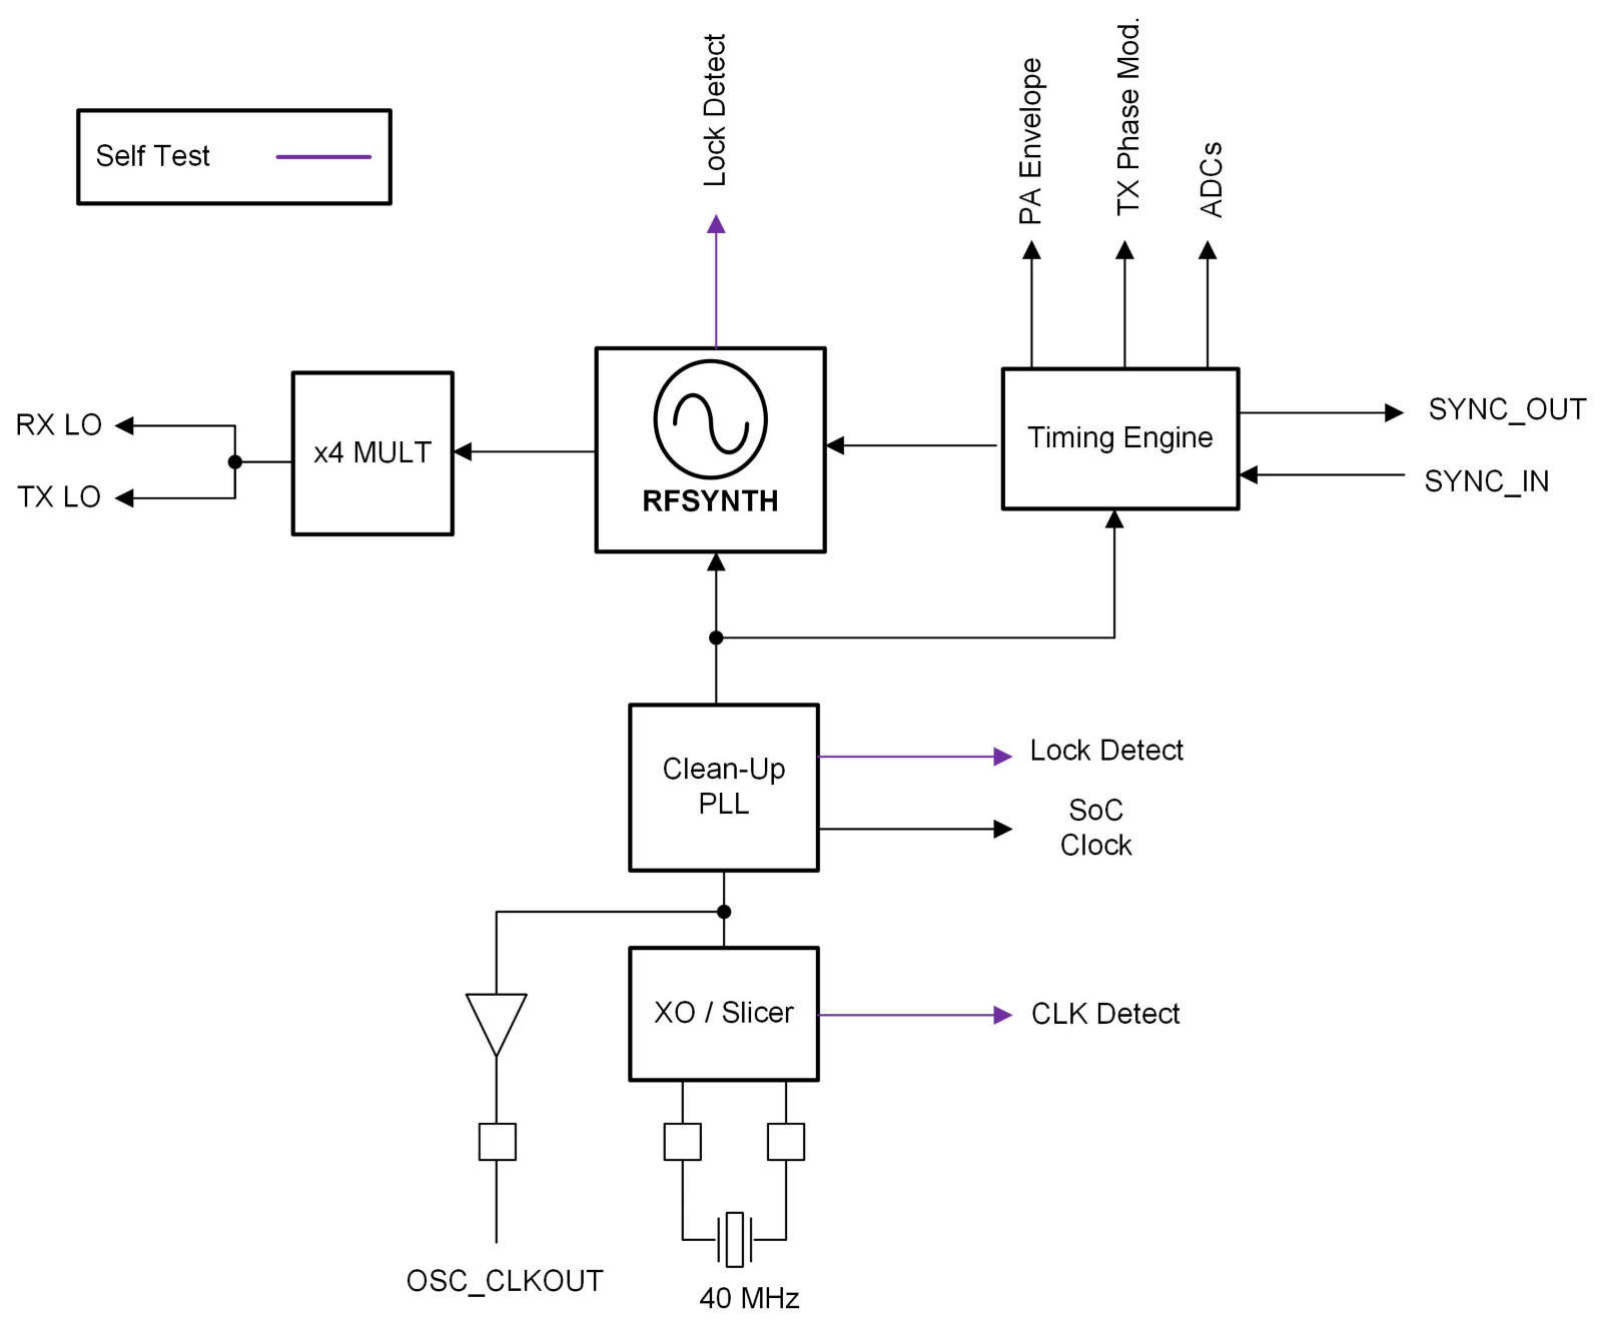 Lock Detect
PA Envelope
TX Phase Mod.
ADCs
Self Test
RX LO
TX LO
x4 MULT
RFSYNTH
Timing Engine
SYNC_OUT
SYNC_IN
Clean-Up
PLL
Lock Detect
SoC
Clock
XO / Slicer
CLK Detect
OSC_CLKOUT
40 MHz